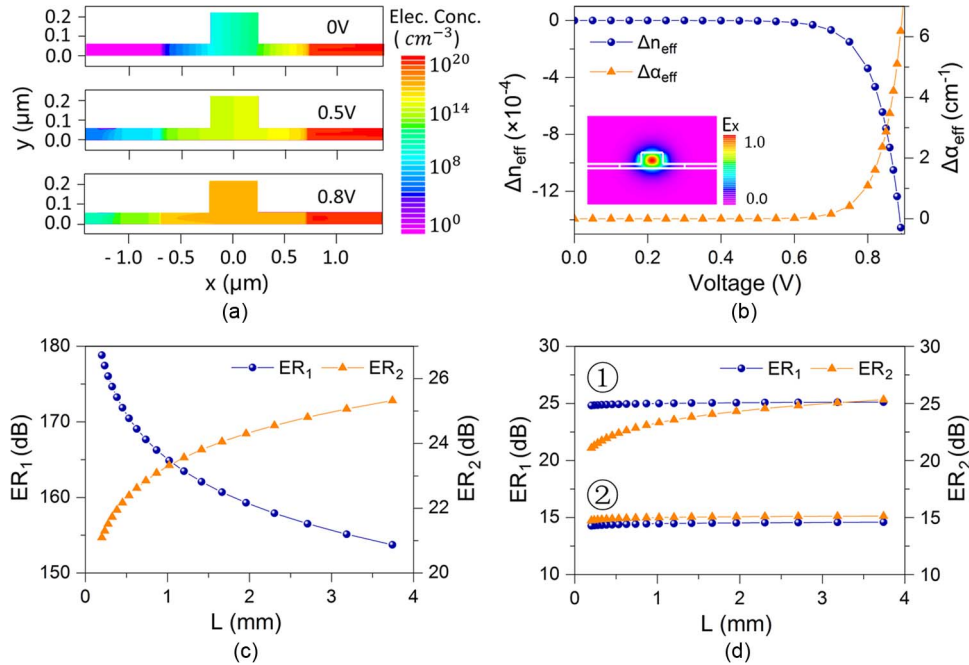 (a)
0V
0.5V
0.8V
0.2
0.1
0.0
0.2
0.1
0.0
0.2
0.1
0.0
y (μm)
- 1.0 - 0.5 0.0 0.5 1.0
x (μm)
Elec. Conc.
( cm⁻³)
10²⁰
10¹⁴
10⁸
10⁰
(a)
0
-4
-8
-12
Δn_eff (×10⁻⁴)
Δn_eff
Δα_eff
Ex
1.0
0.0
6
4
2
0
Δα_eff (cm⁻¹)
0.0 0.2 0.4 0.6 0.8
Voltage (V)
(b)
180
170
160
150
ER₁ (dB)
ER₁ ER₂
26
24
22
20
ER₂ (dB)
0 1 2 3 4
L (mm)
(c)
30
25
20
15
10
ER₁ (dB)
ER₁ ER₂
①
②
30
25
20
15
10
ER₂ (dB)
0 1 2 3 4
L (mm)
(d)